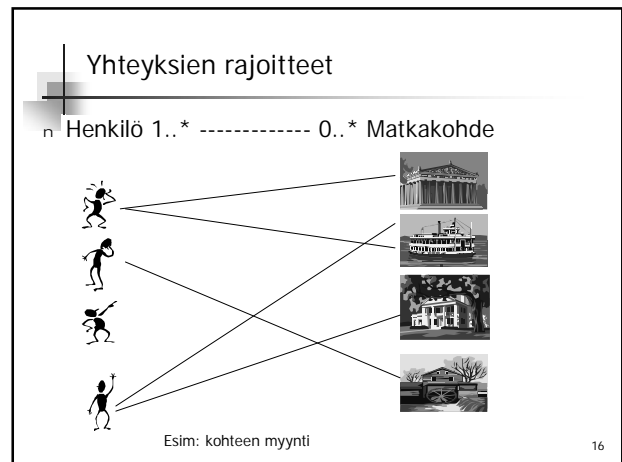 Yhteyksien rajoitteet
n Henkilö 1..* ------------- 0..* Matkakohde
Esim: kohteen myynti
16